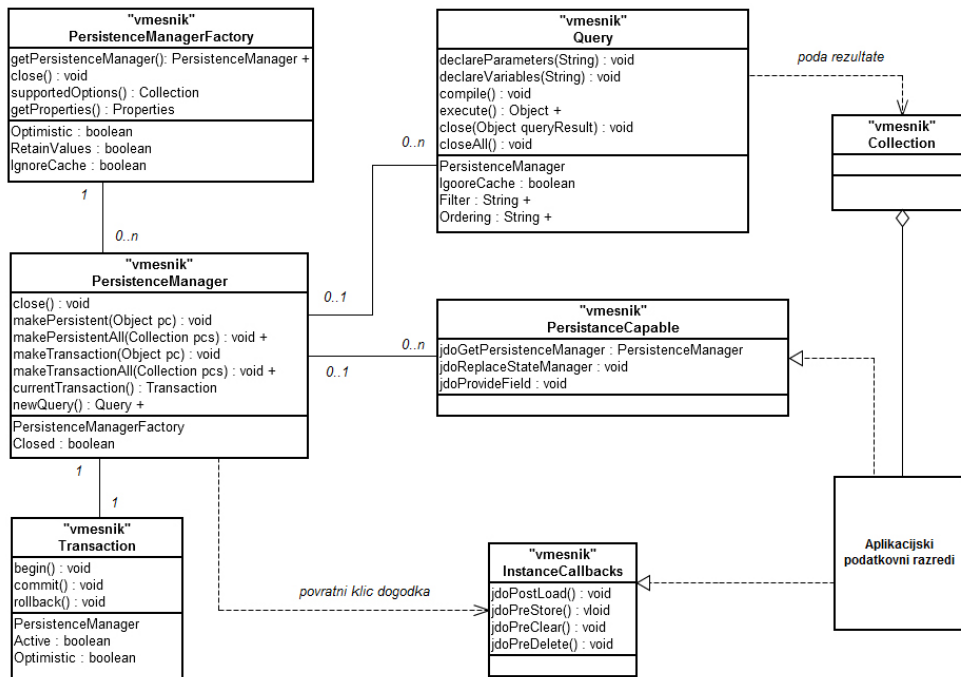 "vmesnik"
PersistenceManagerFactory
getPersistenceManager(): PersistenceManager +
close() : void
supportedOptions() : Collection
getProperties() : Properties
Optimistic : boolean
RetainValues : boolean
IgnoreCache : boolean
1
0..n
"vmesnik"
Query
declareParameters(String) : void
declareVariables(String) : void
compile() : void
execute() : Object +
close(Object queryResult) : void
closeAll() : void
PersistenceManager
IgooreCache : boolean
Filter : String +
Ordering : String +
0..n
poda rezultate
"vmesnik"
Collection
"vmesnik"
PersistenceManager
close() : void
makePersistent(Object pc) : void
makePersistentAll(Collection pcs) : void +
makeTransaction(Object pc) : void
makeTransactionAll(Collection pcs) : void +
currentTransaction() : Transaction
newQuery() : Query +
PersistenceManagerFactory
Closed : boolean
0..1
0..1
0..n
"vmesnik"
PersistanceCapable
jdoGetPersistenceManager : PersistenceManager
jdoReplaceStateManager : void
jdoProvideField : void
1
1
"vmesnik"
Transaction
begin() : void
commit() : void
rollback() : void
PersistenceManager
Active : boolean
Optimistic : boolean
povratni klic dogodka
"vmesnik"
InstanceCallbacks
jdoPostLoad() : void
jdoPreStore() : vloid
jdoPreClear() : void
jdoPreDelete() : void
Aplikacijski
podatkovni razredi